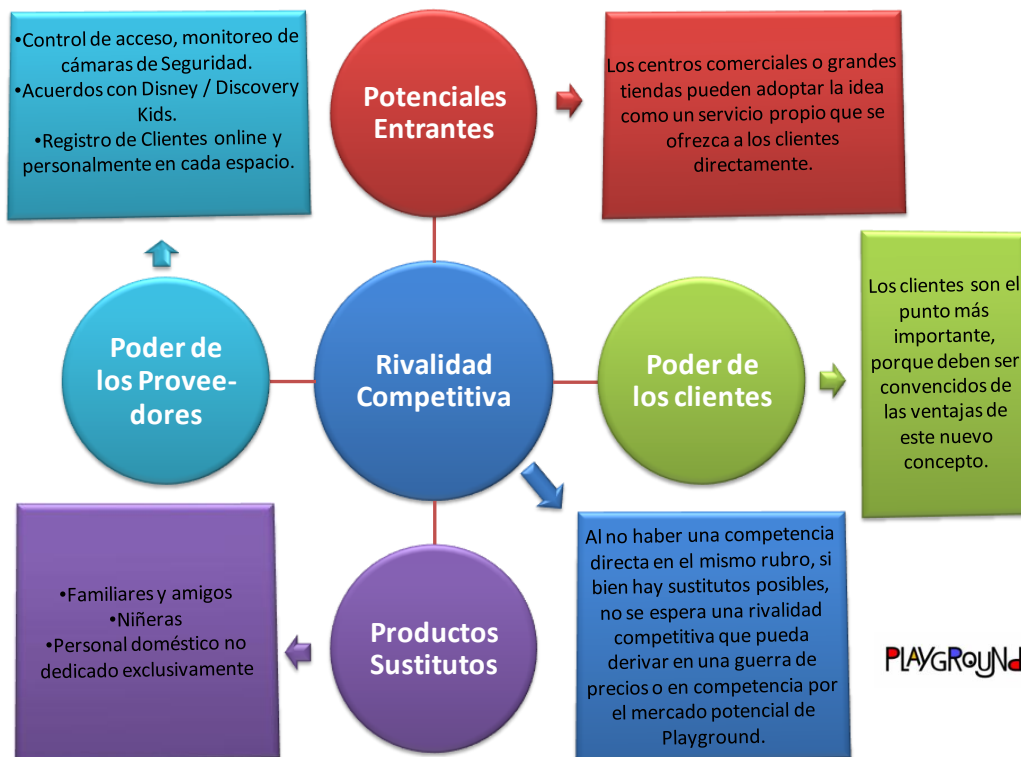 •Control de acceso, monitoreo de
cámaras de Seguridad.
•Acuerdos con Disney / Discovery
Kids.
•Registro de Clientes online y
personalmente en cada espacio.
Potenciales
Entrantes
Los centros comerciales o grandes
tiendas pueden adoptar la idea
como un servicio propio que se
ofrezca a los clientes
directamente.
Poder de
los Provee-
dores
Rivalidad
Competitiva
Poder de
los clientes
Los clientes son el
punto más
importante,
porque deben ser
convencidos de
las ventajas de
este nuevo
concepto.
•Familiares y amigos
•Niñeras
•Personal doméstico no
dedicado exclusivamente
Productos
Sustitutos
Al no haber una competencia
directa en el mismo rubro, si
bien hay sustitutos posibles,
no se espera una rivalidad
competitiva que pueda
derivar en una guerra de
precios o en competencia por
el mercado potencial de
Playground.
PLAYGROUNd